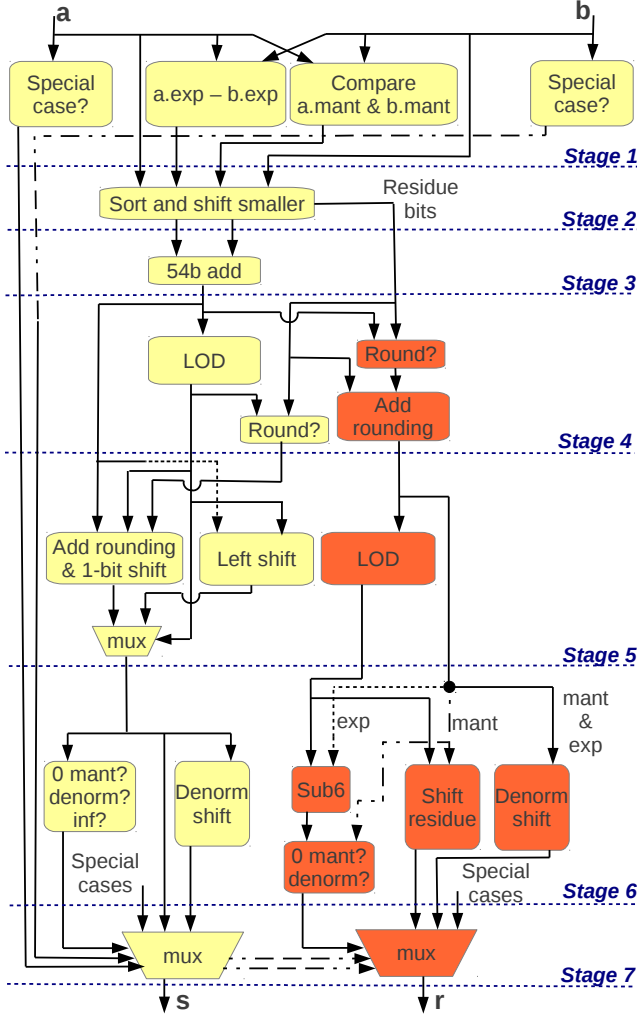 a
b
Special
case?
a.exp – b.exp
Compare
a.mant & b.mant
Special
case?
Stage 1
Sort and shift smaller
Residue
bits
Stage 2
54b add
Stage 3
LOD
Round?
Add
rounding
Round?
Stage 4
Add rounding
& 1-bit shift
Left shift
LOD
mux
Stage 5
exp
mant
mant
&
exp
0 mant?
denorm?
inf?
Denorm
shift
Sub6
Shift
residue
Denorm
shift
0 mant?
denorm?
Special
cases
Special
cases
Stage 6
mux
mux
Stage 7
s
r